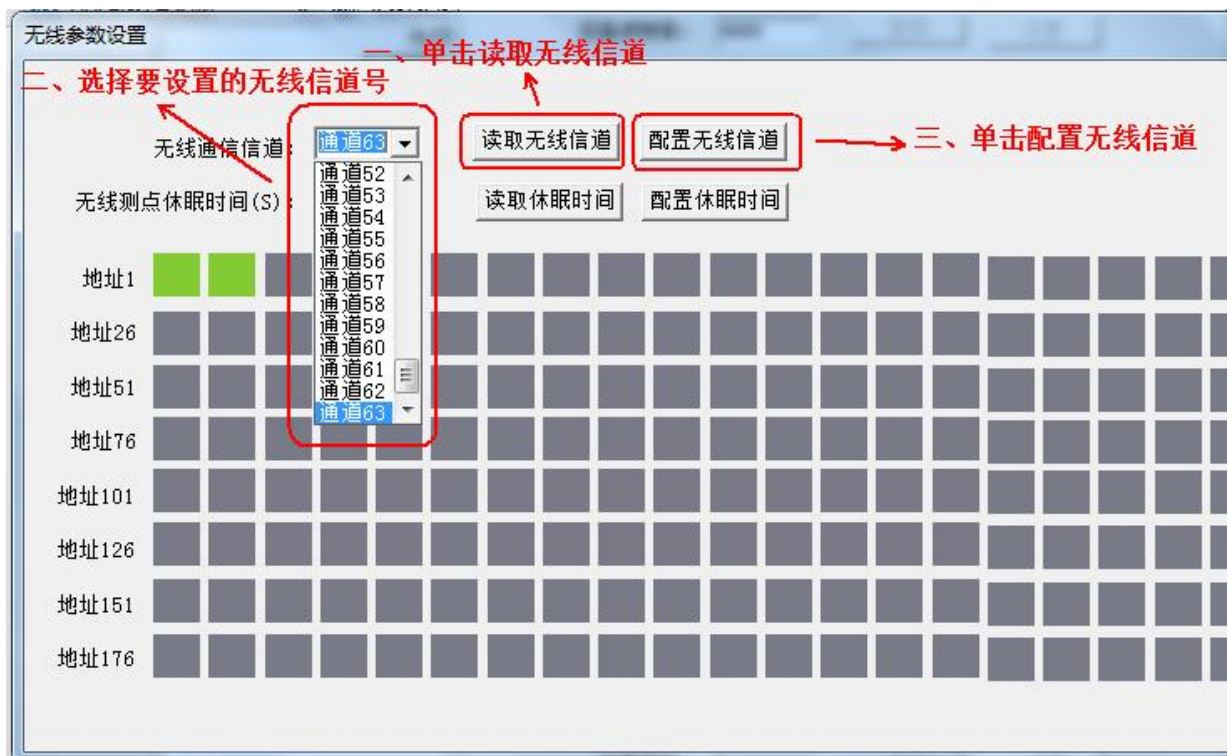 无线参数设置
一、单击读取无线信道
二、选择要设置的无线信道号
无线通信信道: 通道63 读取无线信道 配置无线信道 三、单击配置无线信道
通道52
通道53
无线测点休眠时间(S): 读取休眠时间 配置休眠时间
通道54
通道55
通道56
通道57
通道58
通道59
通道60
通道61
通道62
通道63
地址1
地址26
地址51
地址76
地址101
地址126
地址151
地址176